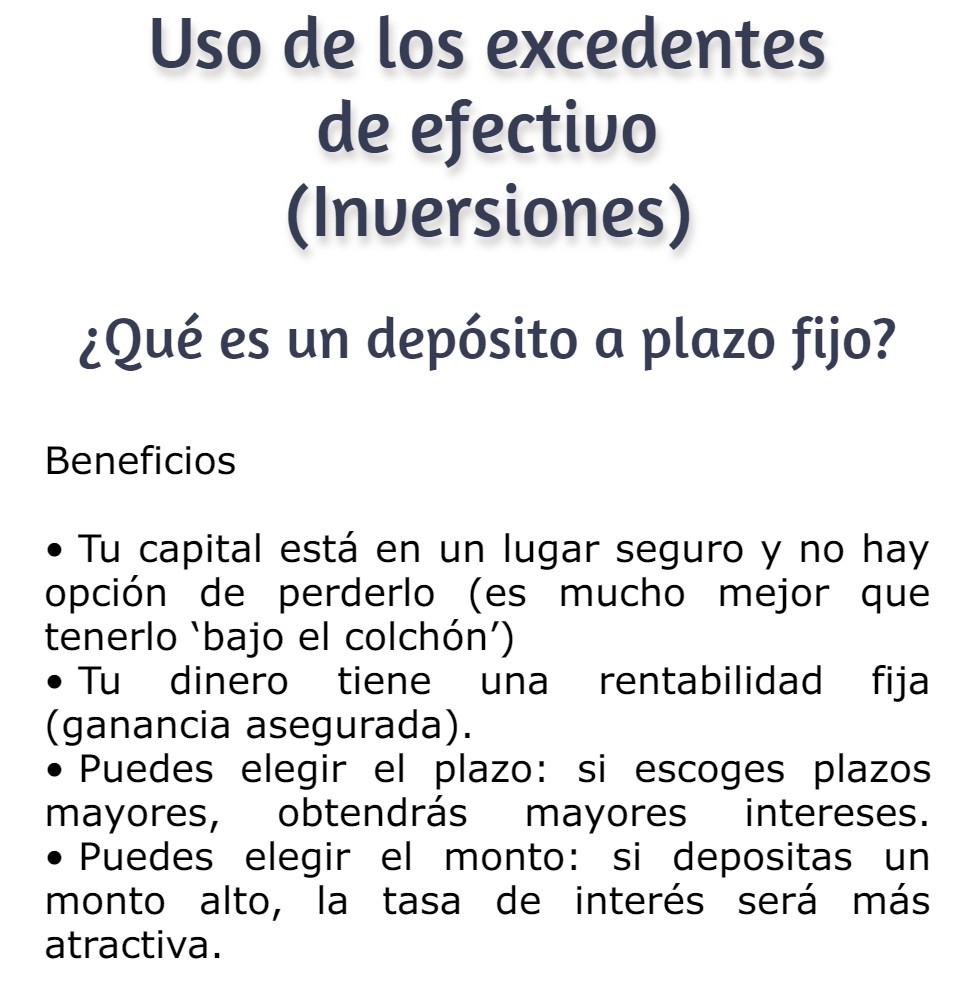 Uso de los excedentes
de efectivo
(Inversiones)
¿Qué es un depósito a plazo fijo?
Beneficios
• Tu capital está en un lugar seguro y no hay
opción de perderlo (es mucho mejor que
tenerlo ‘bajo el colchón’)
• Tu dinero tiene una rentabilidad fija
(ganancia asegurada).
• Puedes elegir el plazo: si escoges plazos
mayores, obtendrás mayores intereses.
• Puedes elegir el monto: si depositas un
monto alto, la tasa de interés será más
atractiva.